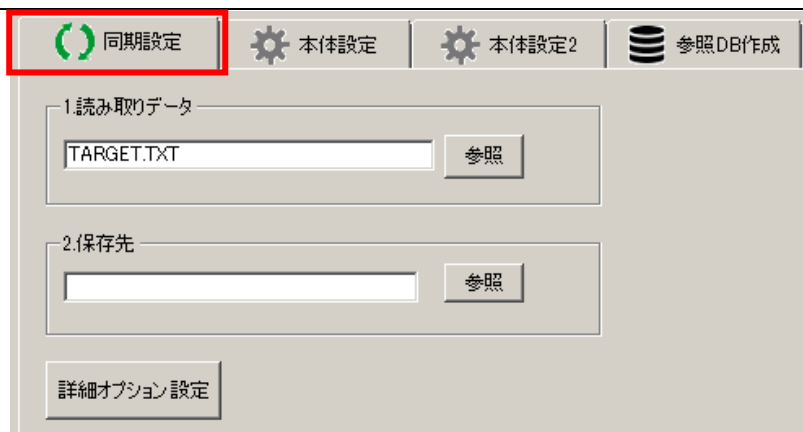 同期設定
本体設定
本体設定2
参照DB作成
1.読み取りデータ
TARGET.TXT
参照
2.保存先
参照
詳細オプション設定